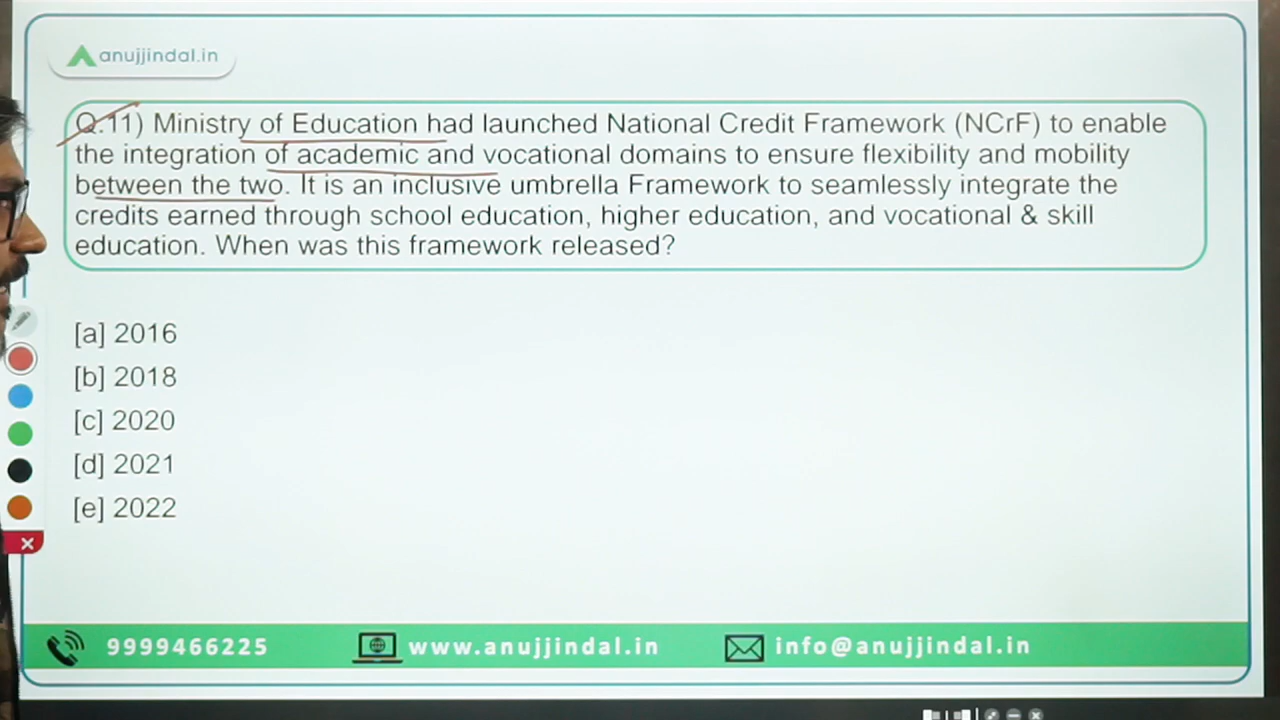 anujjindal.in
Q.11) Ministry of Education had launched National Credit Framework (NCrF) to enable
the integration of academic and vocational domains to ensure flexibility and mobility
between the two. It is an inclusive umbrella Framework to seamlessly integrate the
credits earned through school education, higher education, and vocational & skill
education. When was this framework released?
[a] 2016
[b] 2018
[c] 2020
[d] 2021
[e] 2022
9999466225 www.anujjindal.in info@anujjindal.in